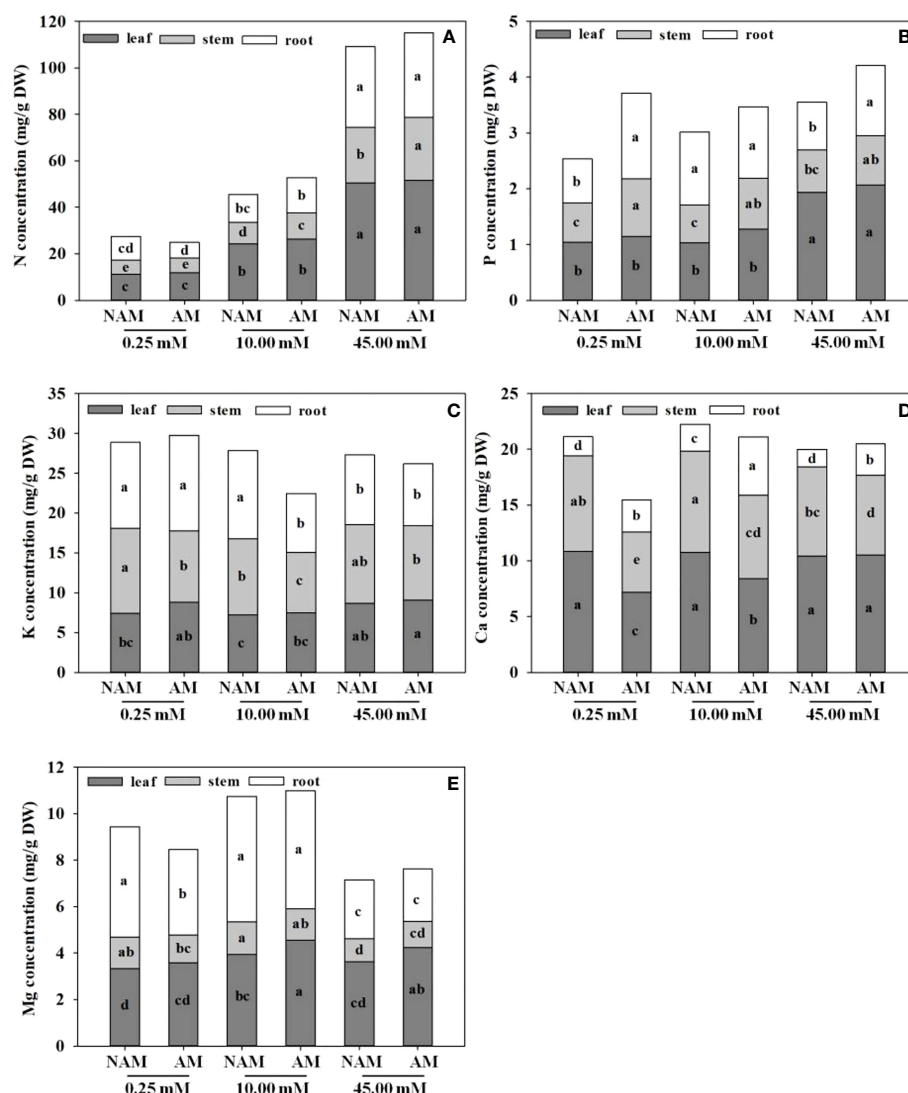 A
leaf stem root
N concentration (mg/g DW)
120
100
80
60
40
20
0
cd e c
d e c
bc d b
b c b
a b a
a a a
NAM AM NAM AM NAM AM
0.25 mM 10.00 mM 45.00 mM
B
leaf stem root
P concentration (mg/g DW)
5
4
3
2
1
0
b c b
a a b
a c b
a ab b
b bc a
a ab a
NAM AM NAM AM NAM AM
0.25 mM 10.00 mM 45.00 mM
C
leaf stem root
K concentration (mg/g DW)
35
30
25
20
15
10
5
0
a a bc
a b ab
a b c
b c bc
b ab ab
b b a
NAM AM NAM AM NAM AM
0.25 mM 10.00 mM 45.00 mM
D
leaf stem root
Ca concentration (mg/g DW)
25
20
15
10
5
0
d ab a
b e c
c a a
a cd b
d bc a
b d a
NAM AM NAM AM NAM AM
0.25 mM 10.00 mM 45.00 mM
E
leaf stem root
Mg concentration (mg/g DW)
12
10
8
6
4
2
0
a ab d
b bc cd
a a bc
a ab a
c d cd
c cd ab
NAM AM NAM AM NAM AM
0.25 mM 10.00 mM 45.00 mM